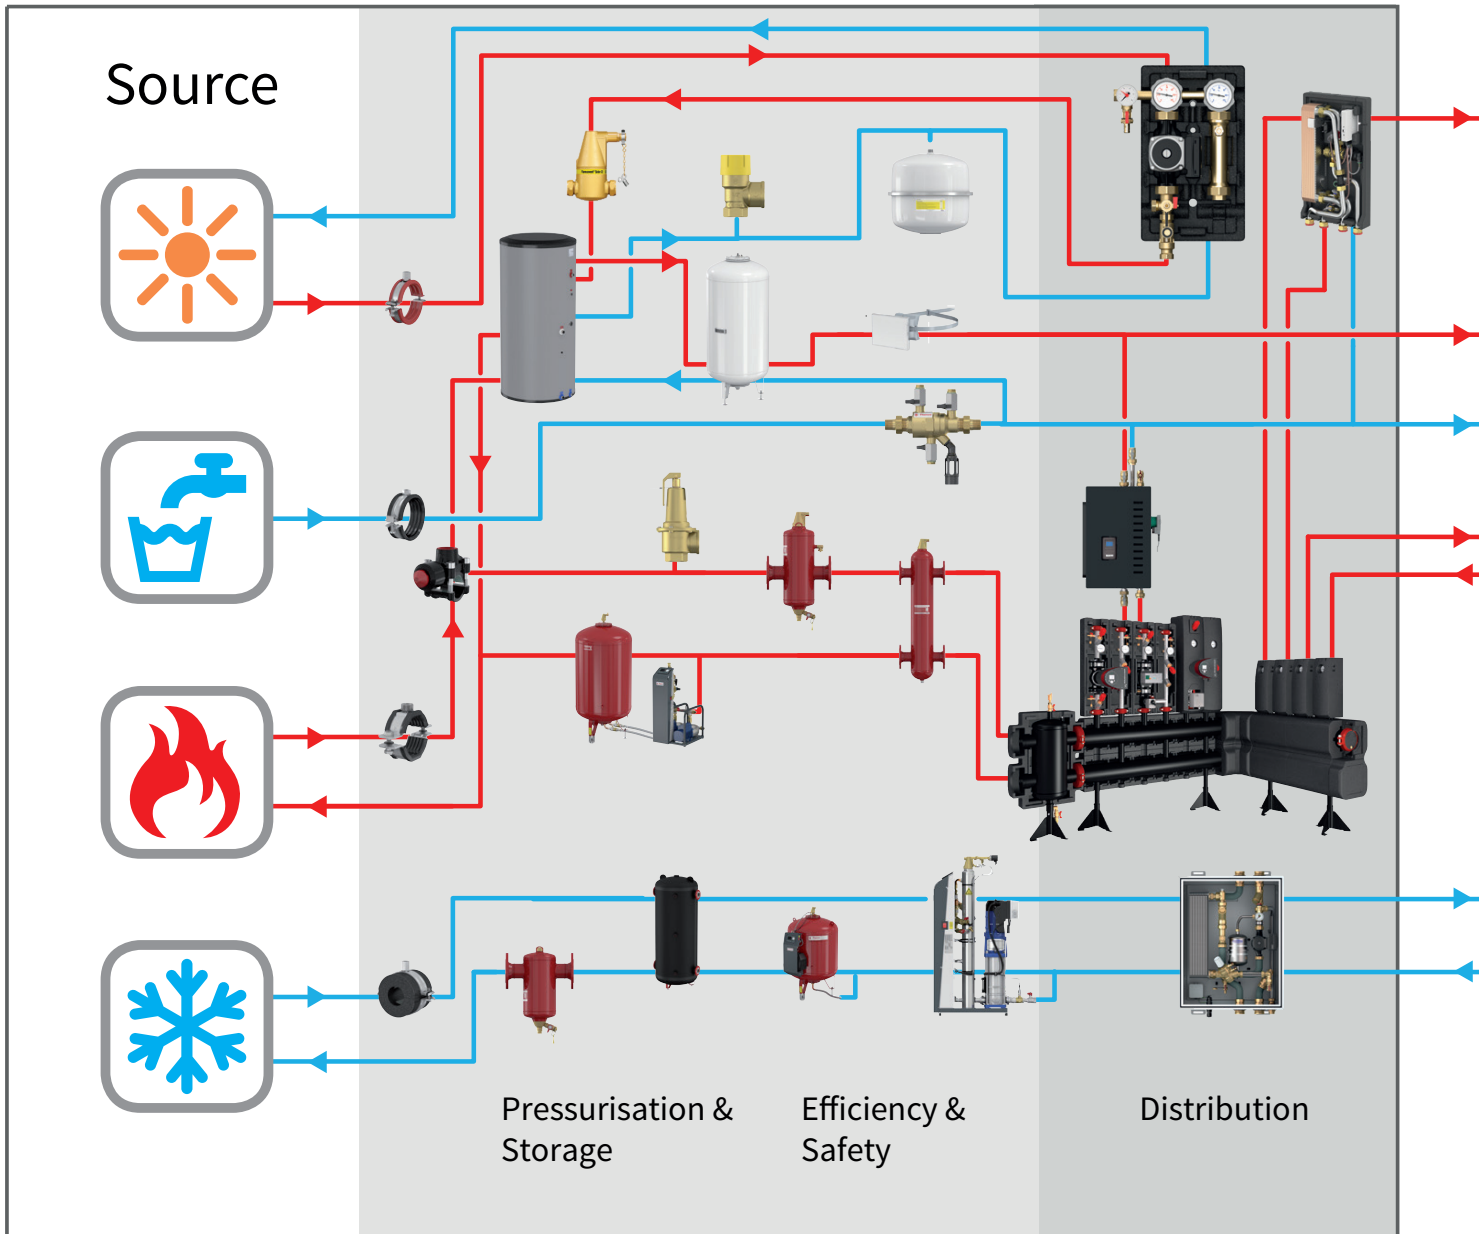 Source
Pressurisation &
Storage
Efficiency &
Safety
Distribution